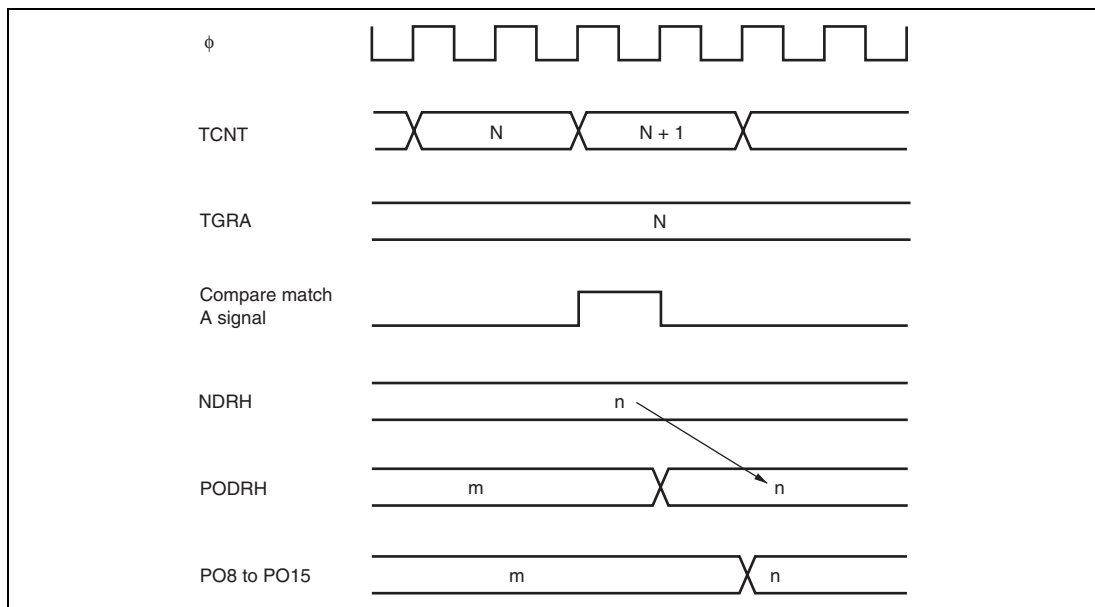 ϕ
TCNT N N + 1
TGRA N
Compare match
A signal
NDRH n
PODRH m n
PO8 to PO15 m n